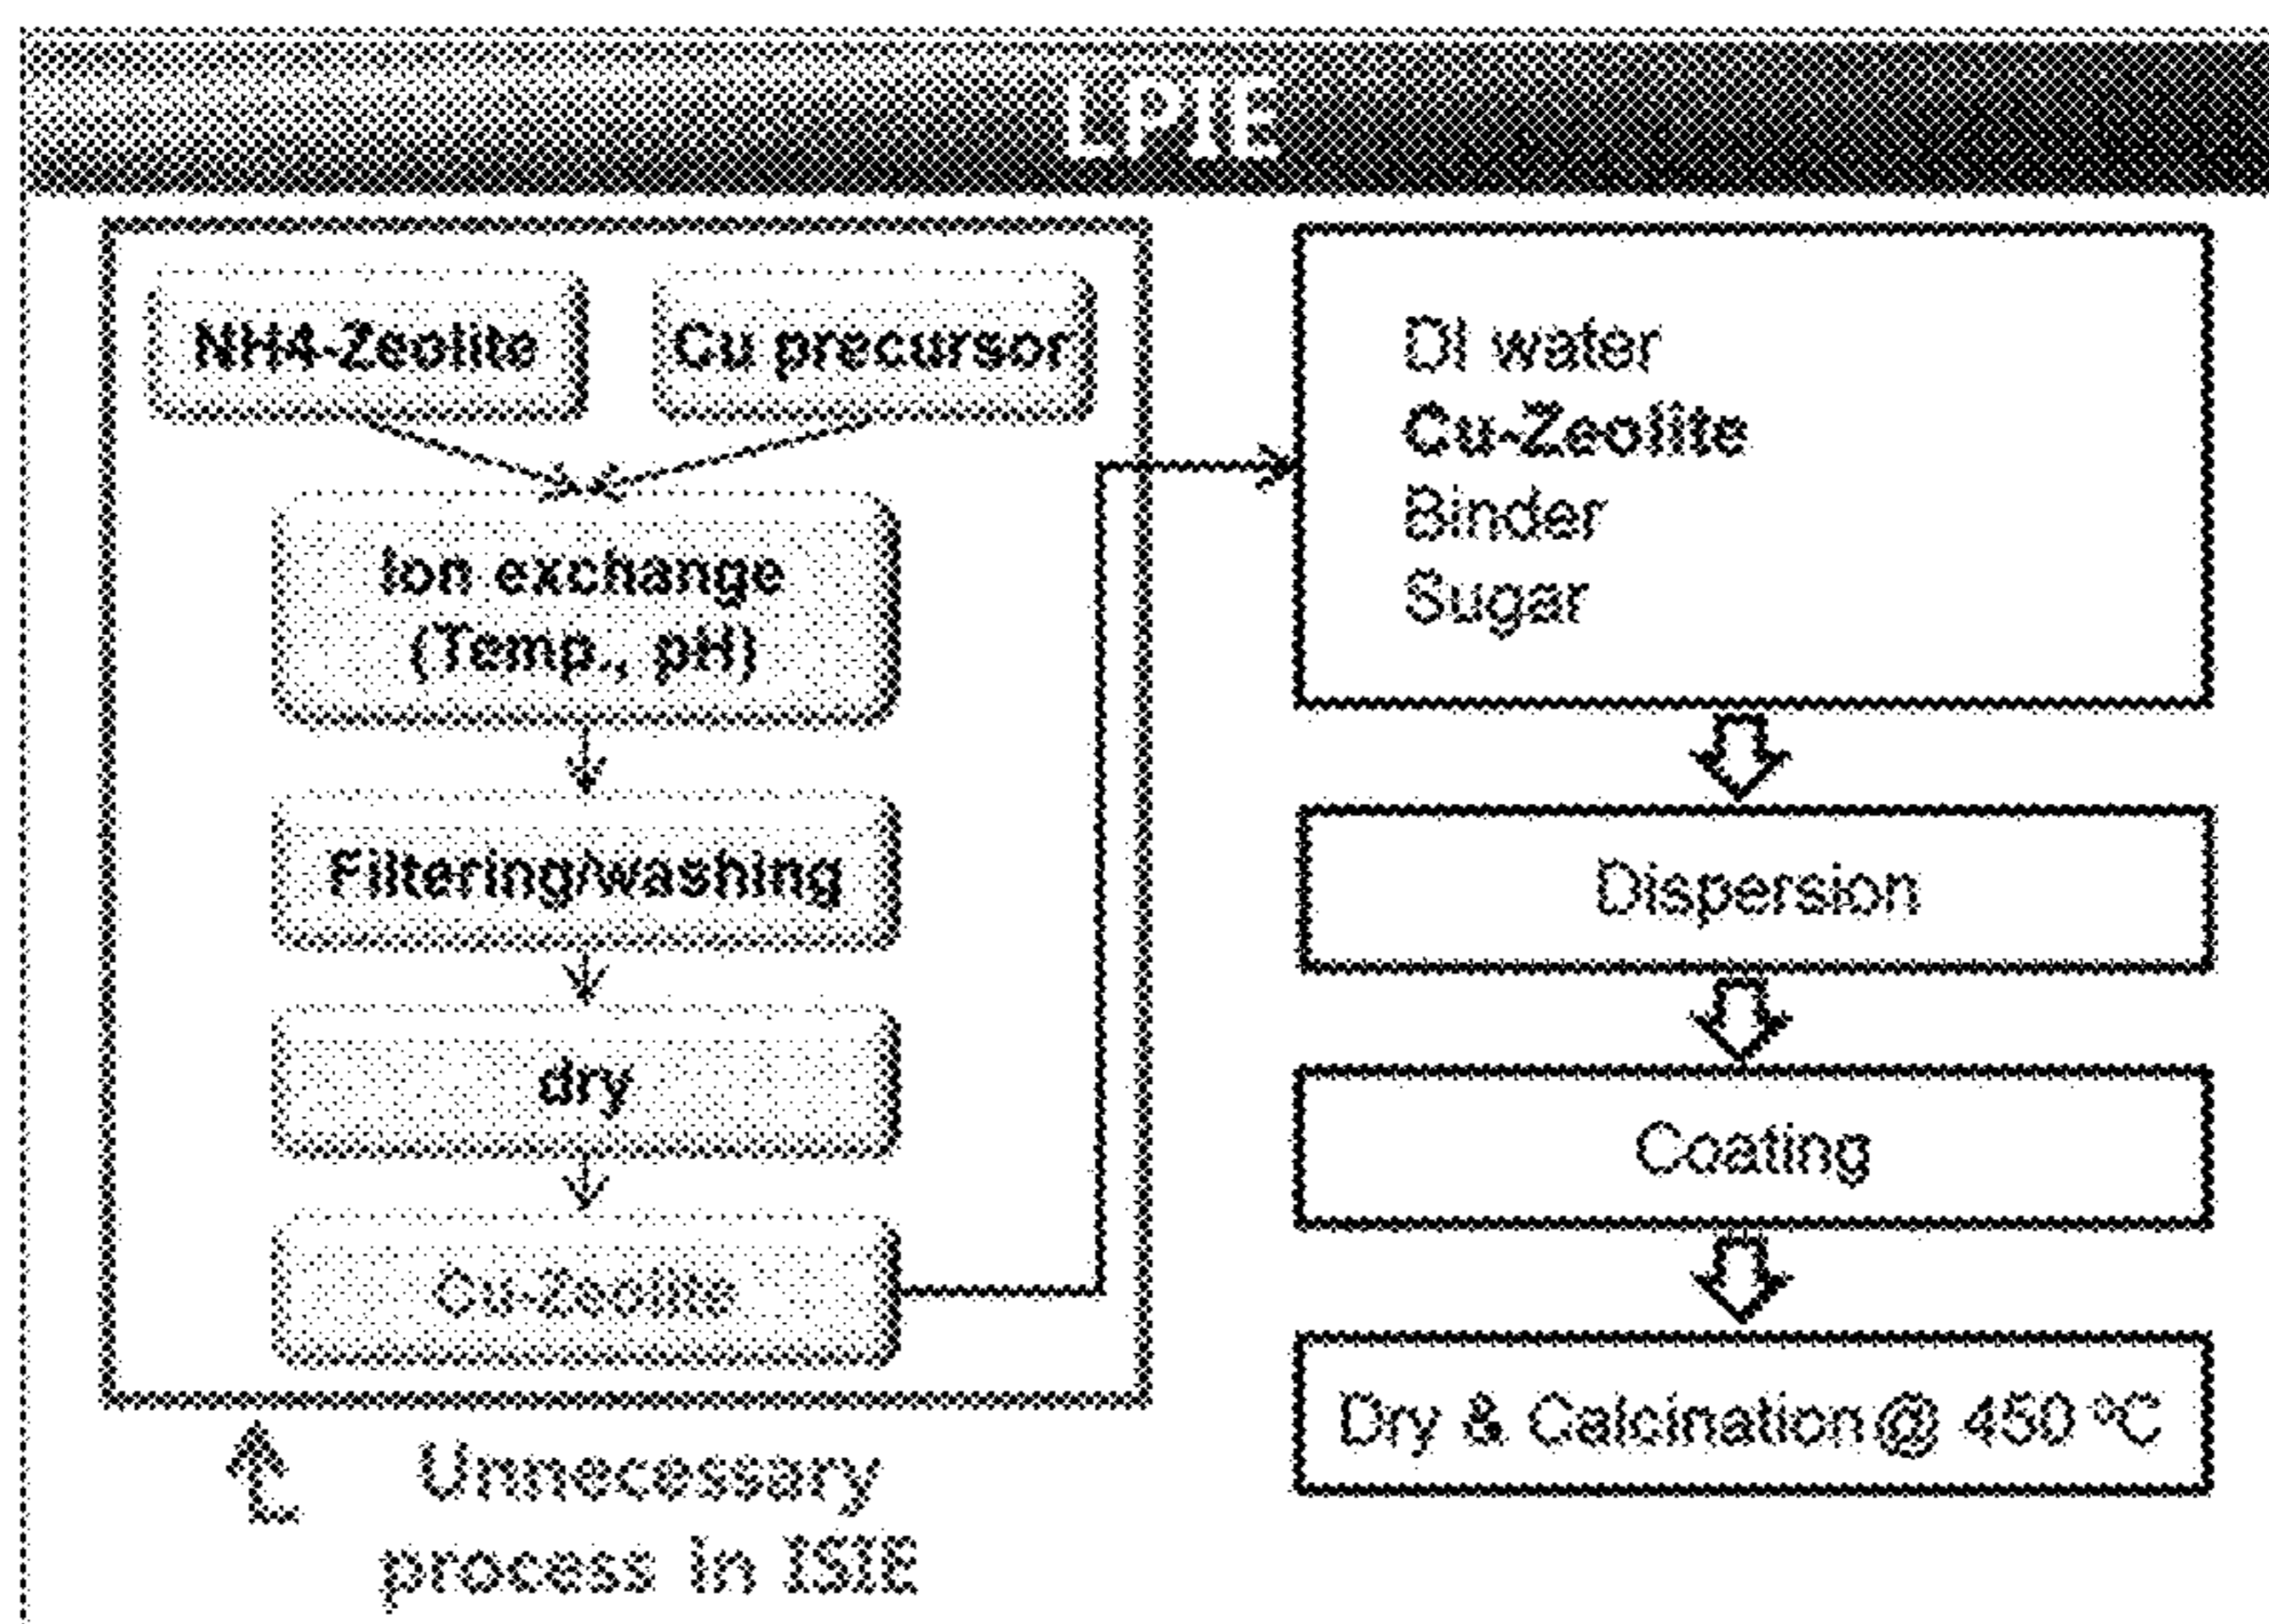 LPIE
NH4-Zeolite
Cu precursor
Ion exchange
(Temp., pH)
Filtering/washing
dry
Cu-Zeolite
Unnecessary
process in ISIE
DI water
Cu-Zeolite
Binder
Sugar
Dispersion
Coating
Dry & Calcination @ 450 °C